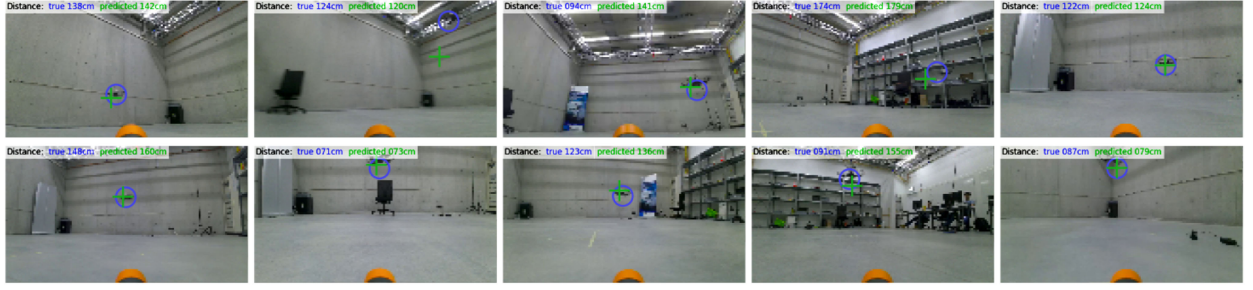 Distance: true 138cm predicted 142cm
Distance: true 124cm predicted 120cm
Distance: true 094cm predicted 141cm
Distance: true 174cm predicted 179cm
Distance: true 122cm predicted 124cm
Distance: true 148cm predicted 160cm
Distance: true 071cm predicted 073cm
Distance: true 123cm predicted 136cm
Distance: true 091cm predicted 155cm
Distance: true 087cm predicted 079cm